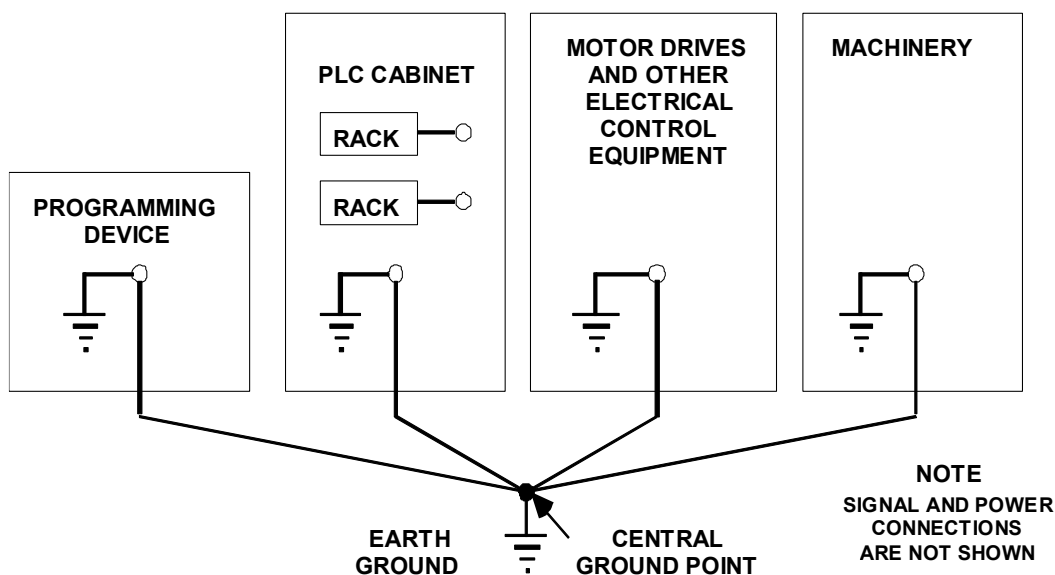 PROGRAMMING
DEVICE
PLC CABINET
RACK
RACK
MOTOR DRIVES
AND OTHER
ELECTRICAL
CONTROL
EQUIPMENT
MACHINERY
EARTH
GROUND
CENTRAL
GROUND POINT
NOTE
SIGNAL AND POWER
CONNECTIONS
ARE NOT SHOWN